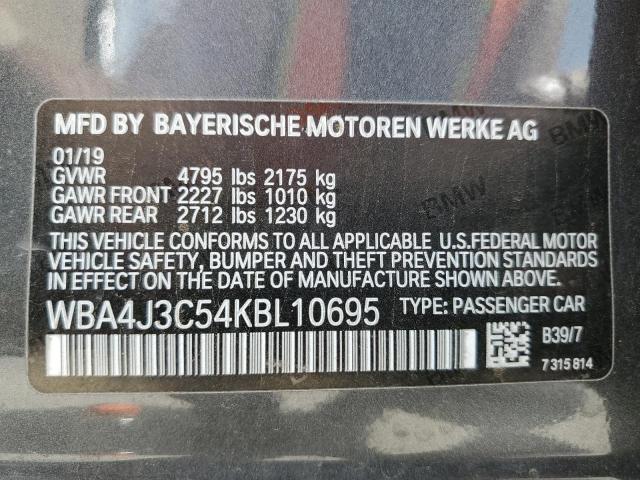 MFD BY BAYERISCHE MOTOREN WERKE AG
01/19
GVWR 4795 lbs 2175 kg
GAWR FRONT 2227 lbs 1010 kg
GAWR REAR 2712 lbs 1230 kg
THIS VEHICLE CONFORMS TO ALL APPLICABLE U.S.FEDERAL MOTOR
VEHICLE SAFETY, BUMPER AND THEFT PREVENTION STANDARDS
IN EFFECT ON THE DATE OF MANUFACTURE SHOWN ABOVE.
WBA4J3C54KBL10695 TYPE: PASSENGER CAR
B39/7
7 315 814
BMW
BMW